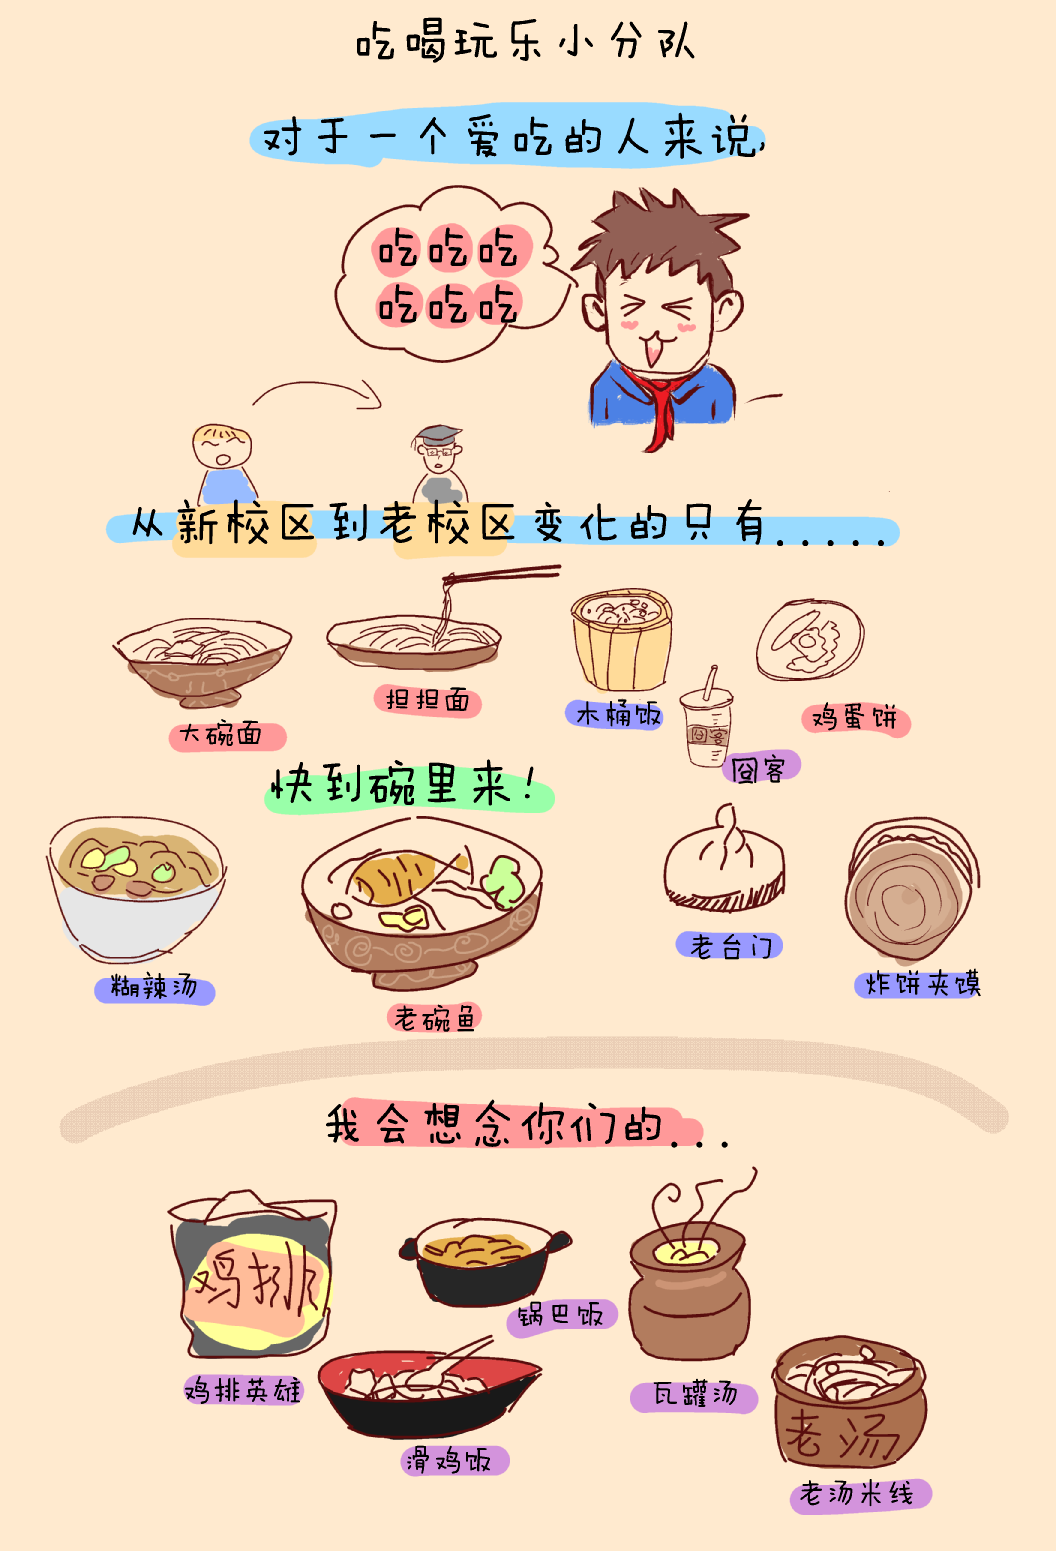 吃喝玩乐小分队
对于一个爱吃的人来说,
吃吃吃
吃吃吃
从新校区到老校区变化的只有.....
大碗面
担担面
木桶饭
囧客
囧客
鸡蛋饼
快到碗里来!
糊辣汤
老碗鱼
老台门
炸饼夹馍
我会想念你们的...
鸡排
鸡排英雄
锅巴饭
滑鸡饭
瓦罐汤
老汤
老汤米线